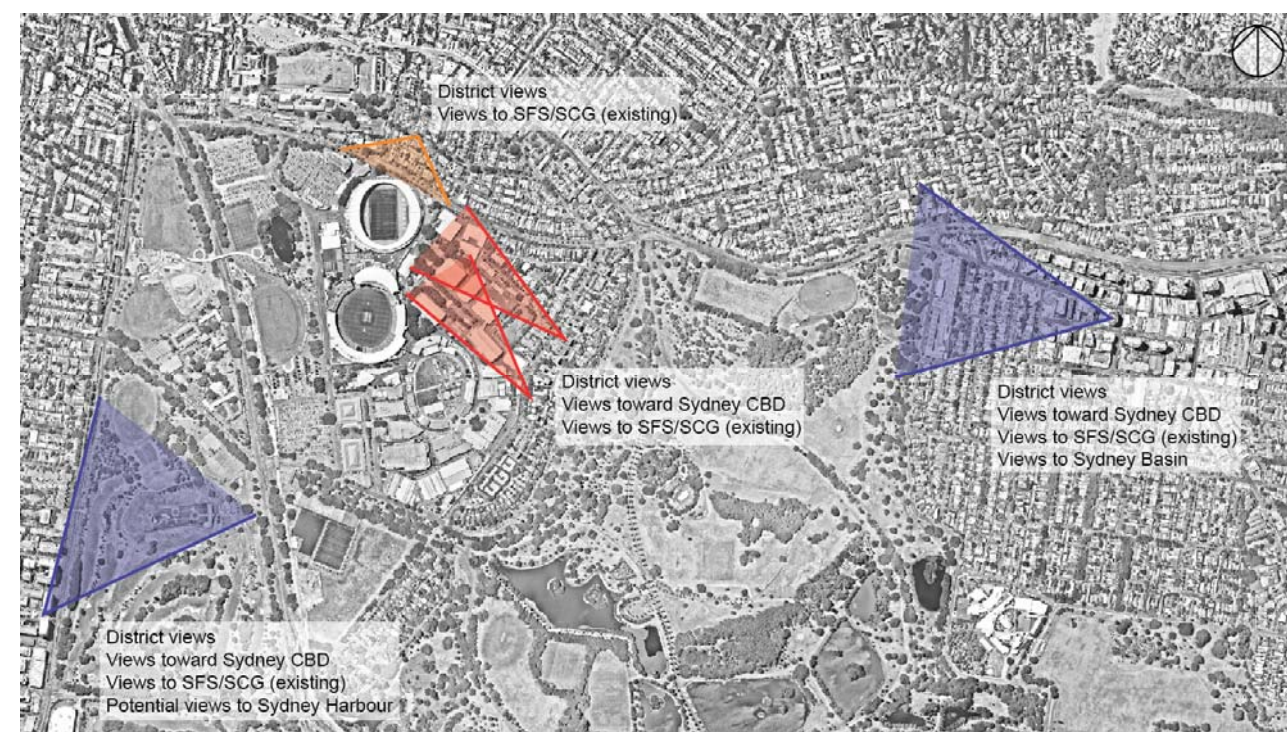 District views
Views to SFS/SCG (existing)
District views
Views toward Sydney CBD
Views to SFS/SCG (existing)
District views
Views toward Sydney CBD
Views to SFS/SCG (existing)
Views to Sydney Basin
District views
Views toward Sydney CBD
Views to SFS/SCG (existing)
Potential views to Sydney Harbour